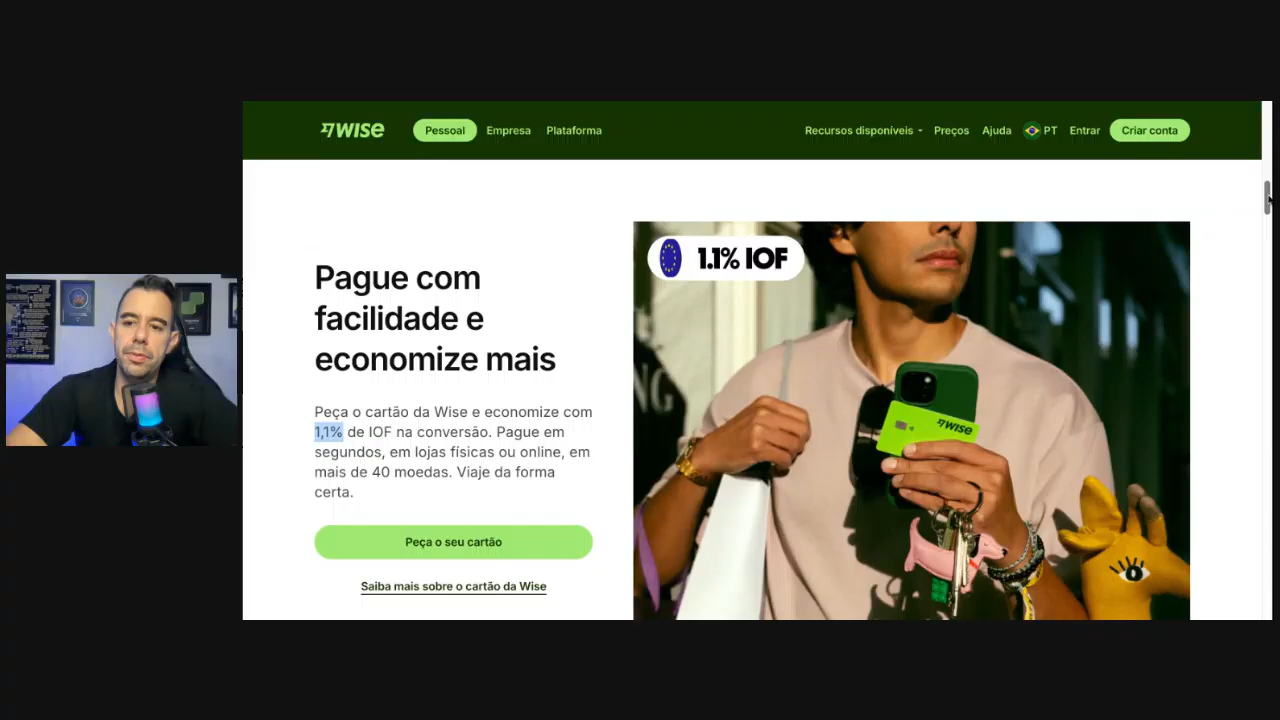 WISE
Pessoal
Empresa
Plataforma
Recursos disponíveis
Preços
Ajuda
PT
Entrar
Criar conta
Pague com
facilidade e
economize mais
Peça o cartão da Wise e economize com
1,1% de IOF na conversão. Pague em
segundos, em lojas físicas ou online, em
mais de 40 moedas. Viaje da forma
certa.
Peça o seu cartão
Saiba mais sobre o cartão da Wise
1.1% IOF
NG
WISE